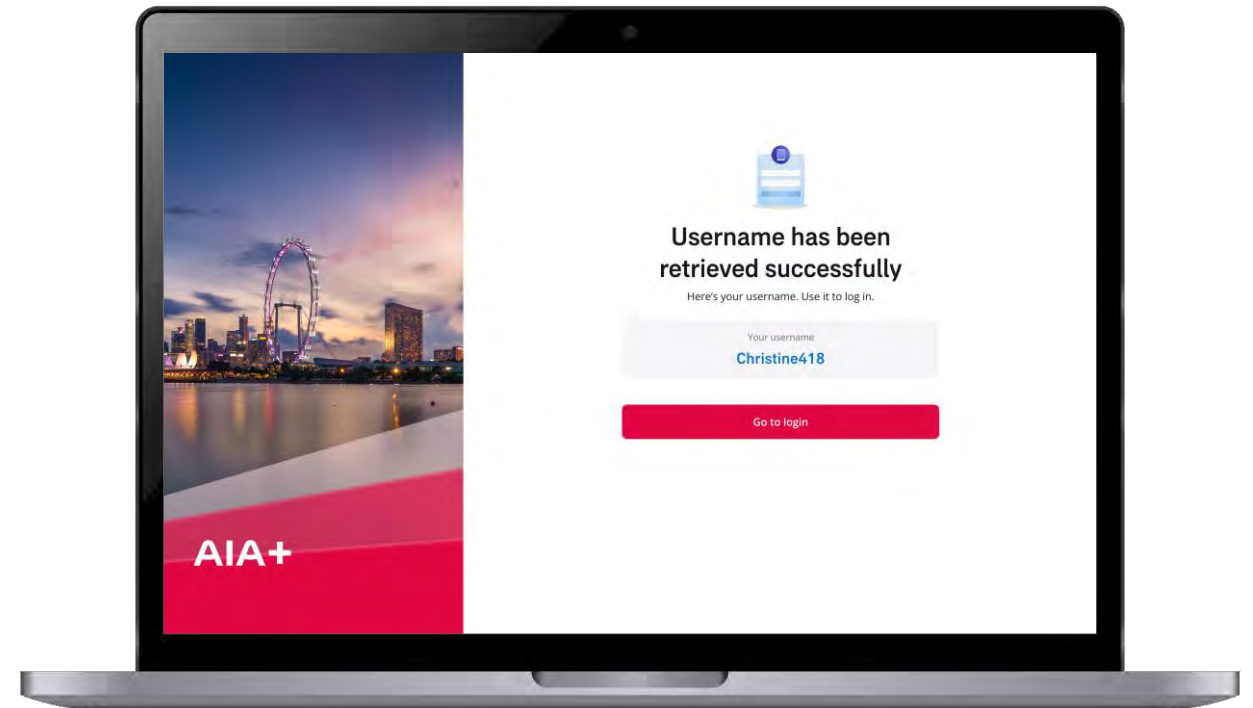 Username has been
retrieved successfully
Here's your username. Use it to log in.
Your username
Christine418
Go to login
AIA+